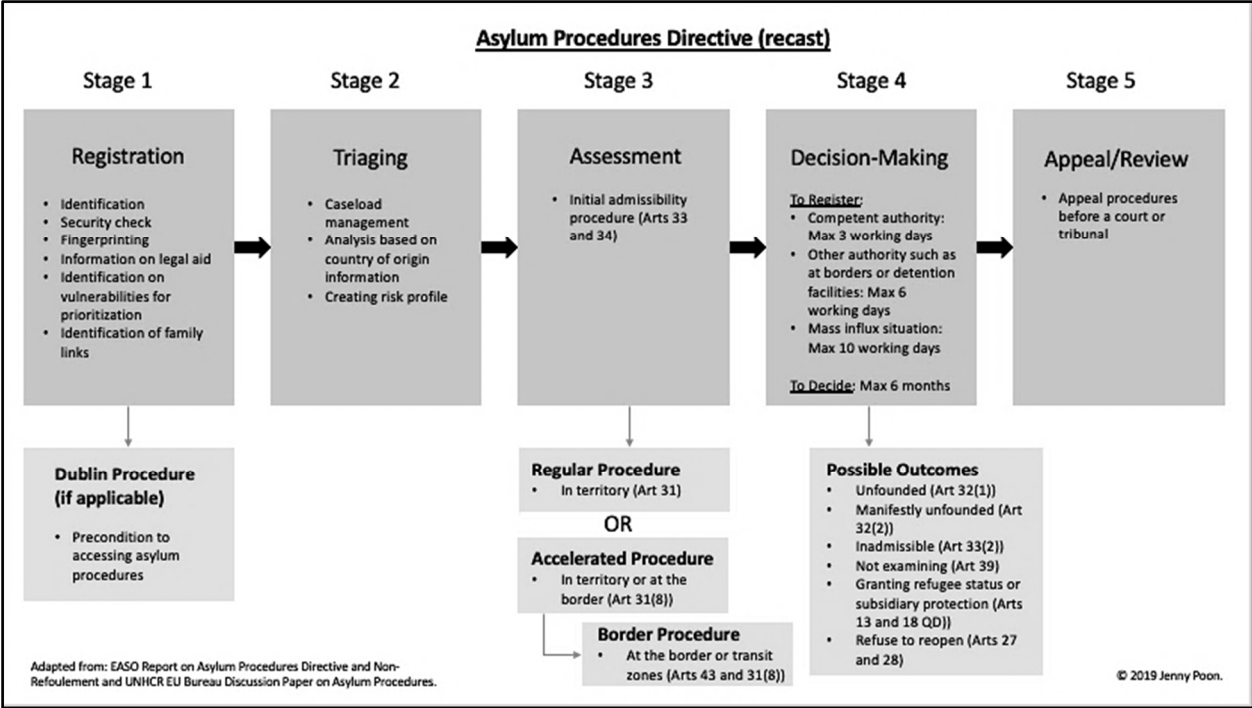 Asylum Procedures Directive (recast)
Stage 1
Stage 2
Stage 3
Stage 4
Stage 5
Registration
• Identification
• Security check
• Fingerprinting
• Information on legal aid
• Identification on
vulnerabilities for
prioritization
• Identification of family
links
Triaging
• Caseload
management
• Analysis based on
country of origin
information
• Creating risk profile
Assessment
• Initial admissibility
procedure (Arts 33
and 34)
Decision-Making
To Register:
• Competent authority:
Max 3 working days
• Other authority such as
at borders or detention
facilities: Max 6
working days
• Mass influx situation:
Max 10 working days
To Decide: Max 6 months
Appeal/Review
• Appeal procedures
before a court or
tribunal
Dublin Procedure
(if applicable)
• Precondition to
accessing asylum
procedures
Regular Procedure
• In territory (Art 31)
OR
Accelerated Procedure
• In territory or at the
border (Art 31(8))
Border Procedure
• At the border or transit
zones (Arts 43 and 31(8))
Possible Outcomes
• Unfounded (Art 32(1))
• Manifestly unfounded (Art
32(2))
• Inadmissible (Art 33(2))
• Not examining (Art 39)
• Granting refugee status or
subsidiary protection (Arts
13 and 18 QD))
• Refuse to reopen (Arts 27
and 28)
Adapted from: EASO Report on Asylum Procedures Directive and Non-
Refoulement and UNHCR EU Bureau Discussion Paper on Asylum Procedures.
© 2019 Jenny Poon.